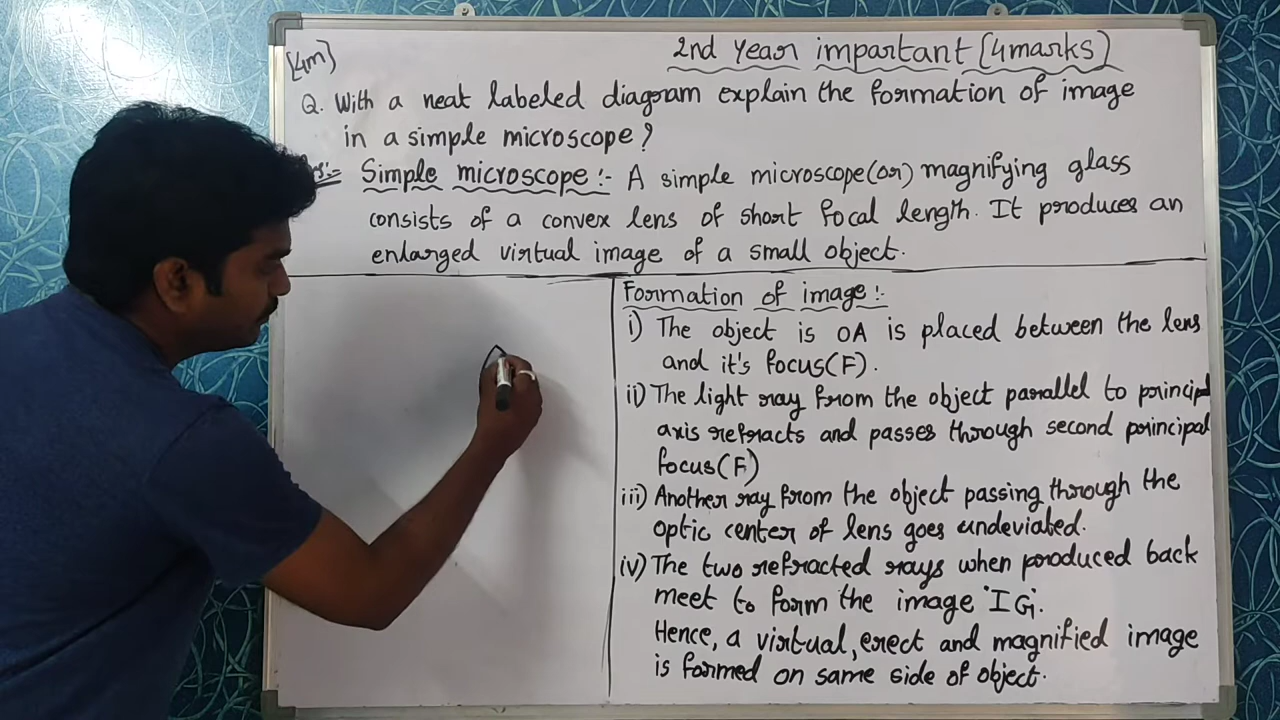 [4m]
2nd Year important [4marks]
Q. With a neat labeled diagram explain the formation of image
in a simple microscope?
Simple microscope:- A simple microscope(or) magnifying glass
consists of a convex lens of short focal length. It produces an
enlarged virtual image of a small object.
Formation of image:-
i) The object is OA is placed between the lens
and it's focus(F).
ii) The light ray from the object parallel to principal
axis refracts and passes through second principal
focus(F)
iii) Another ray from the object passing through the
optic center of lens goes undeviated.
iv) The two refracted rays when produced back
meet to form the image 'IG'.
Hence, a virtual, erect and magnified image
is formed on same side of object.